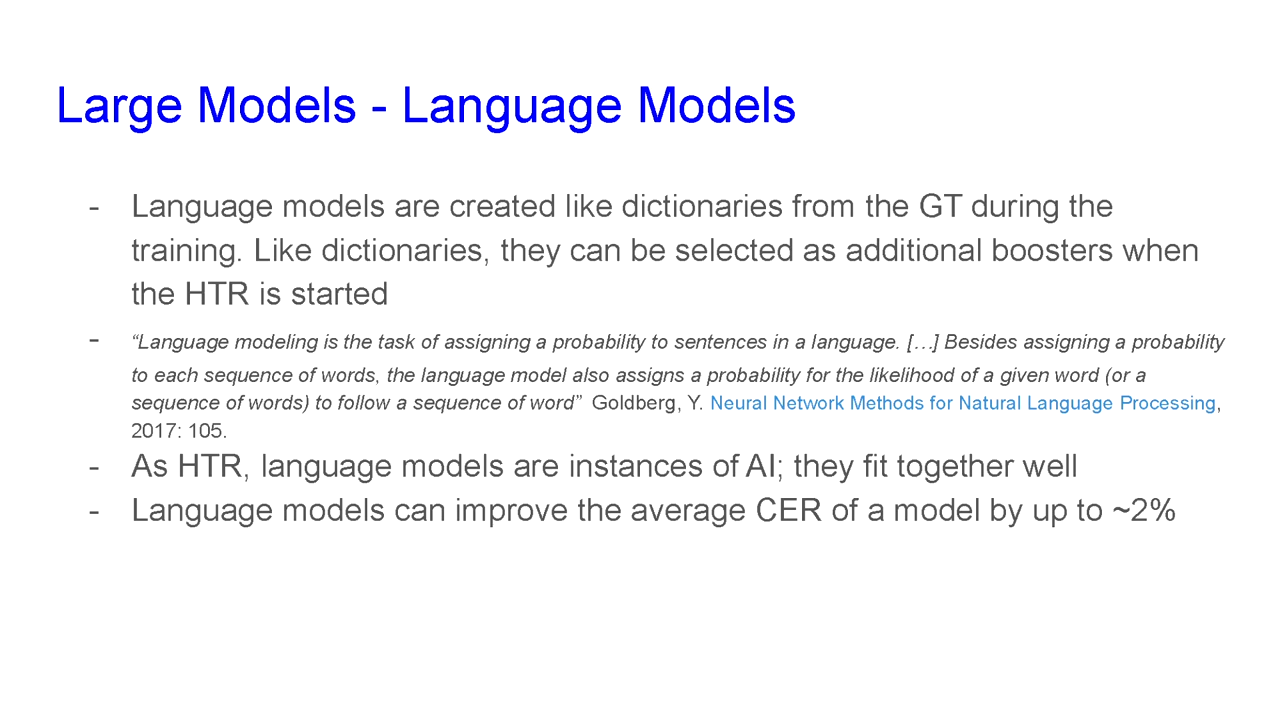 Large Models - Language Models
- Language models are created like dictionaries from the GT during the
training. Like dictionaries, they can be selected as additional boosters when
the HTR is started
- “Language modeling is the task of assigning a probability to sentences in a language. […] Besides assigning a probability
to each sequence of words, the language model also assigns a probability for the likelihood of a given word (or a
sequence of words) to follow a sequence of word” Goldberg, Y. Neural Network Methods for Natural Language Processing,
2017: 105.
- As HTR, language models are instances of AI; they fit together well
- Language models can improve the average CER of a model by up to ~2%